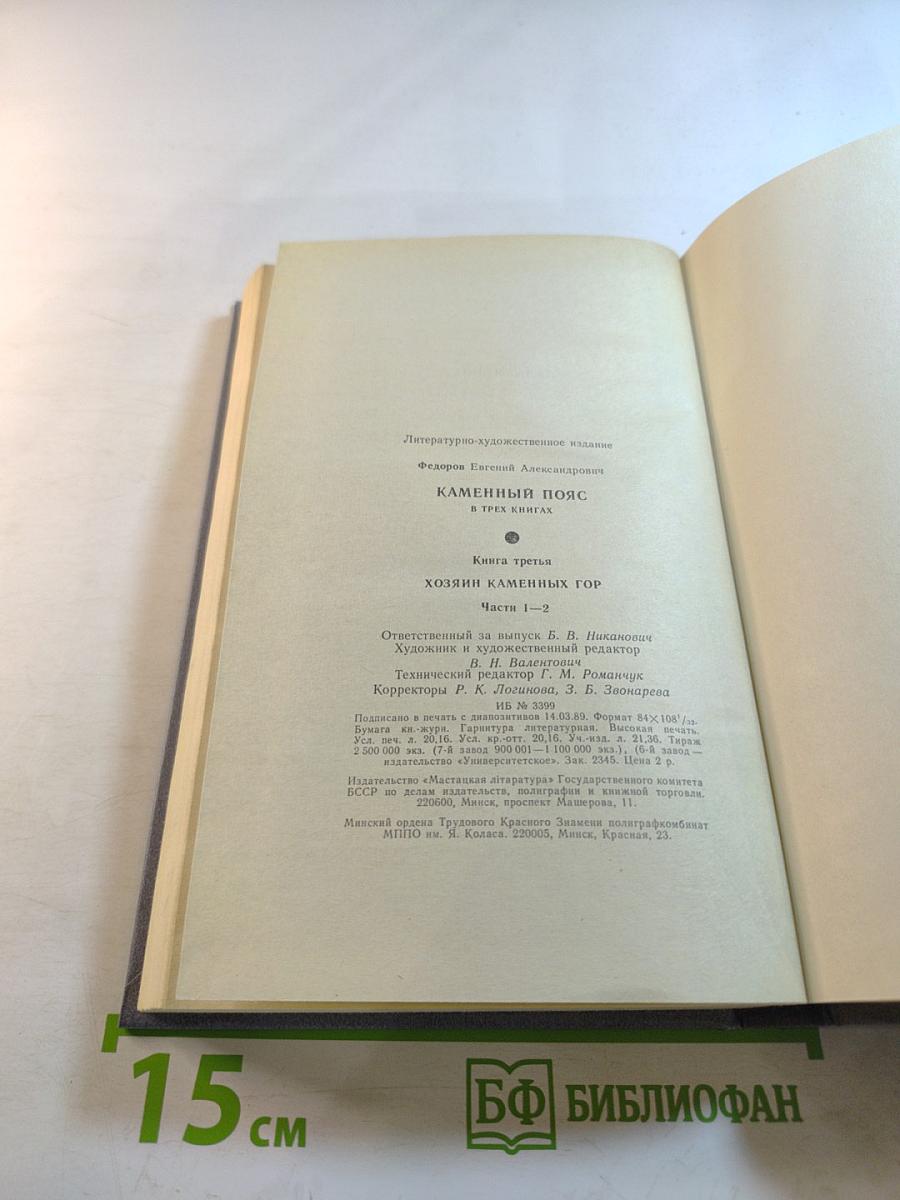 Литературно-художественное издание
Федоров Евгений Александрович
КАМЕННЫЙ ПОЯС
В ТРЕХ КНИГАХ
Книга третья
ХОЗЯИН КАМЕННЫХ ГОР
Части 1—2
Ответственный за выпуск Б. В. Никанович
Художник и художественный редактор
В. Н. Валентович
Технический редактор Г. М. Романчук
Корректоры Р. К. Логинова, З. Б. Звонарева
ИБ № 3399
Подписано в печать с диапозитивов 14.03.89. Формат 84×108¹/₃₂.
Бумага кн.-журн. Гарнитура литературная. Высокая печать.
Усл. печ. л. 20,16. Усл. кр.-отт. 20,16. Уч.-изд. л. 21,36. Тираж
2 500 000 экз. (7-й завод 900 001—1 100 000 экз.), (6-й завод —
издательство «Университетское». Зак. 2345. Цена 2 р.
Издательство «Мастацкая літаратура» Государственного комитета
БССР по делам издательств, полиграфии и книжной торговли.
220600, Минск, проспект Машерова, 11.
Минский ордена Трудового Красного Знамени полиграфкомбинат
МППО им. Я. Коласа. 220005, Минск, Красная, 23.
15 см
БФ БИБЛИОФАН